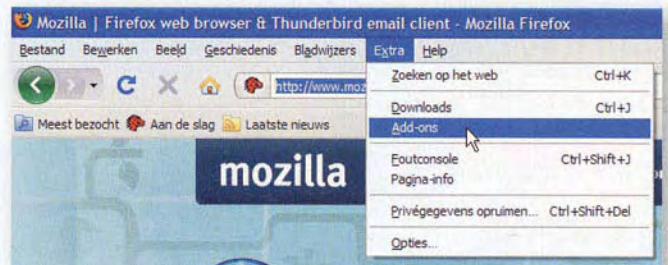 Mozilla | Firefox web browser & Thunderbird email client - Mozilla Firefox
Bestand Bewerken Beeld Geschiedenis Bladwijzers Extra Help
http://www.moz
Meest bezocht Aan de slag Laatste nieuws
mozilla
Zoeken op het web Ctrl+K
Downloads Ctrl+J
Add-ons
Foutconsole Ctrl+Shift+J
Pagina-info
Privégegevens opruimen... Ctrl+Shift+Del
Opties...